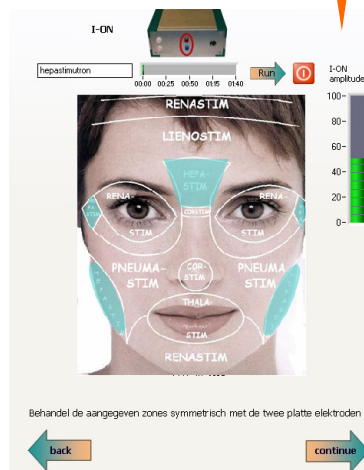 I-ON
hepastimutron
00:00 00:25 00:50 01:15 01:40
Run
I-ON
amplitude
100-
80-
60-
40-
20-
0-
RENASTIM
LIENOSTIM
HEPA-
STIM
RENA-
STIM
CORSTIM
RENA-
STIM
PNEUMA-
STIM
COR-
STIM
PNEUMA
STIM
THALA-
STIM
RENASTIM
Behandel de aangegeven zones symmetrisch met de twee platte elektroden
back
continue